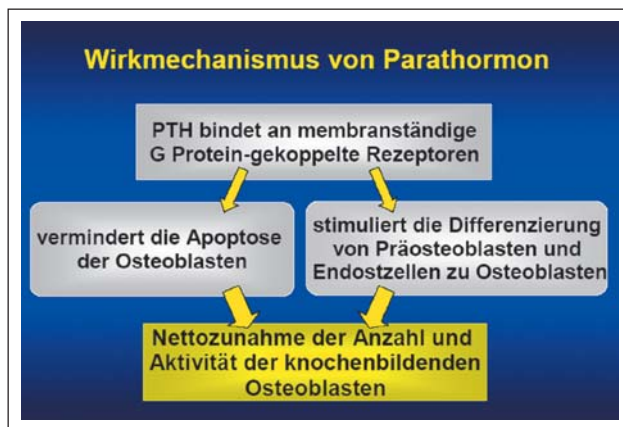 Wirkmechanismus von Parathormon
PTH bindet an membranständige
G Protein-gekoppelte Rezeptoren
vermindert die Apoptose
der Osteoblasten
stimuliert die Differenzierung
von Präosteoblasten und
Endostzellen zu Osteoblasten
Nettozunahme der Anzahl und
Aktivität der knochenbildenden
Osteoblasten